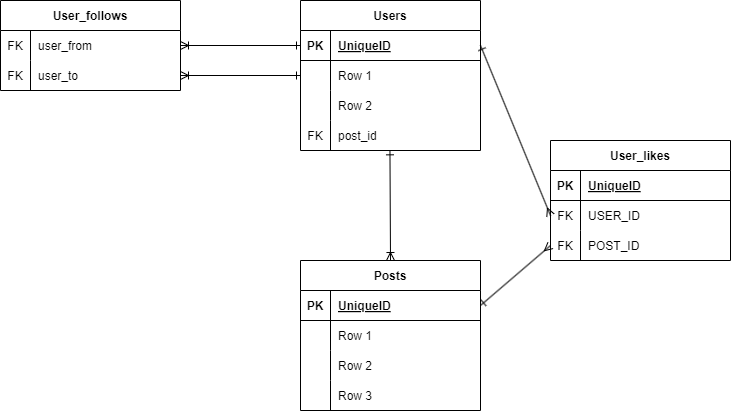 User_follows
FK user_from
FK user_to
Users
PK UniqueID
Row 1
Row 2
FK post_id
User_likes
PK UniqueID
FK USER_ID
FK POST_ID
Posts
PK UniqueID
Row 1
Row 2
Row 3